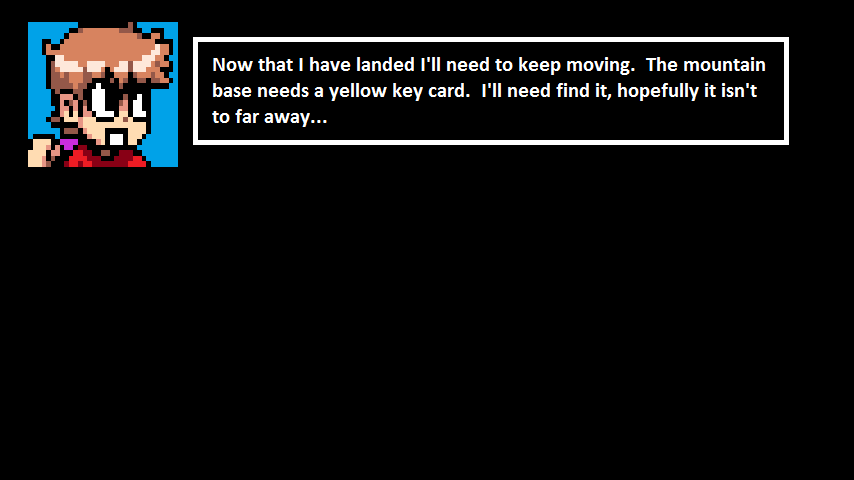 Now that I have landed I'll need to keep moving.  The mountain
base needs a yellow key card.  I'll need find it, hopefully it isn't
to far away...